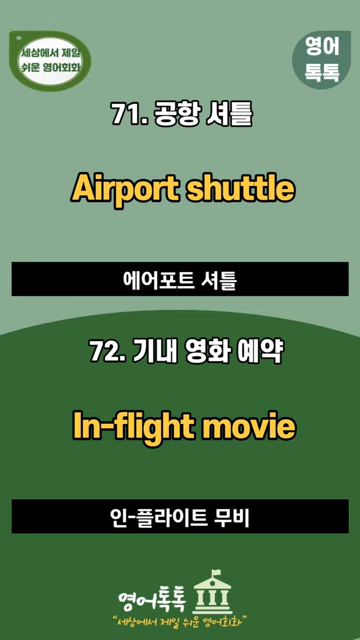 세상에서 제일
쉬운 영어회화
영어
톡톡
71. 공항 셔틀
Airport shuttle
에어포트 셔틀
72. 기내 영화 예약
In-flight movie
인-플라이트 무비
영어톡톡
"세상에서 제일 쉬운 영어회화"